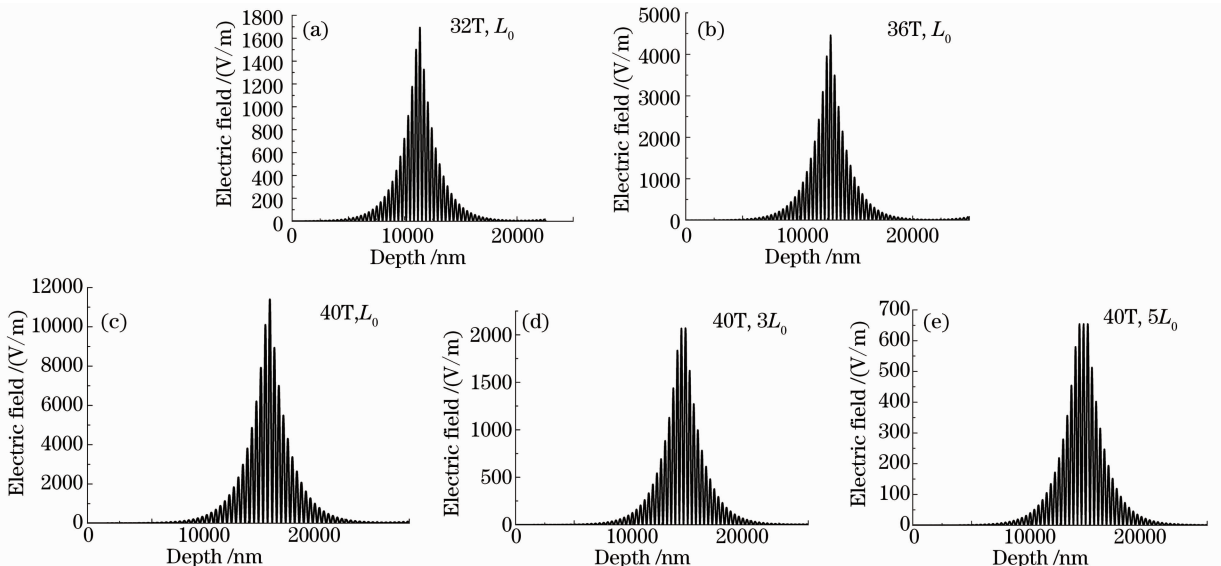 (a)
32T, L₀
Electric field /(V/m)
1800
1600
1400
1200
1000
800
600
400
200
0
0
10000
20000
Depth /nm
(b)
36T, L₀
Electric field /(V/m)
5000
4000
3000
2000
1000
0
0
10000
20000
Depth /nm
(c)
40T,L₀
Electric field /(V/m)
12000
10000
8000
6000
4000
2000
0
0
10000
20000
Depth /nm
(d)
40T, 3L₀
Electric field /(V/m)
2000
1500
1000
500
0
0
10000
20000
Depth /nm
(e)
40T, 5L₀
Electric field /(V/m)
700
600
500
400
300
200
100
0
0
10000
20000
Depth /nm